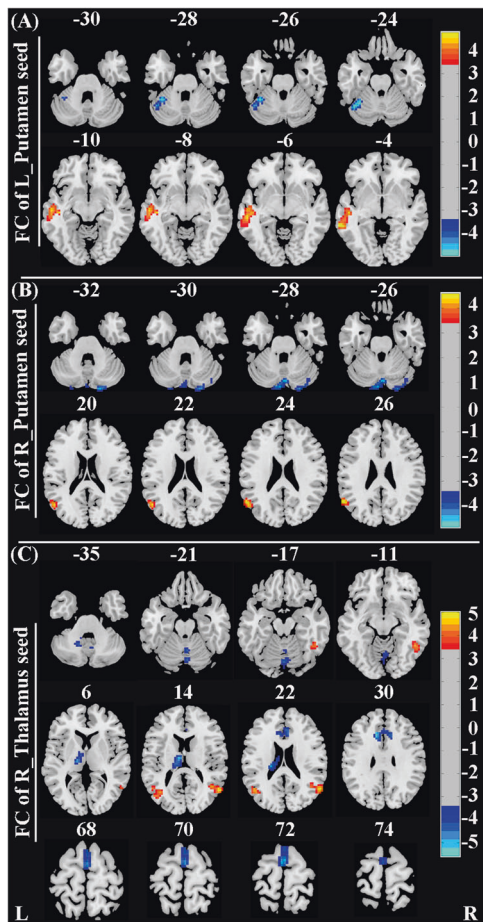 (A)
-30 -28 -26 -24
FC of L_Putamen seed
-10 -8 -6 -4
4
3
2
1
0
-1
-2
-3
-4
(B)
-32 -30 -28 -26
FC of R_Putamen seed
20 22 24 26
4
3
2
1
0
-1
-2
-3
-4
(C)
-35 -21 -17 -11
FC of R_Thalamus seed
6 14 22 30
68 70 72 74
5
4
3
2
1
0
-1
-2
-3
-4
-5
L R